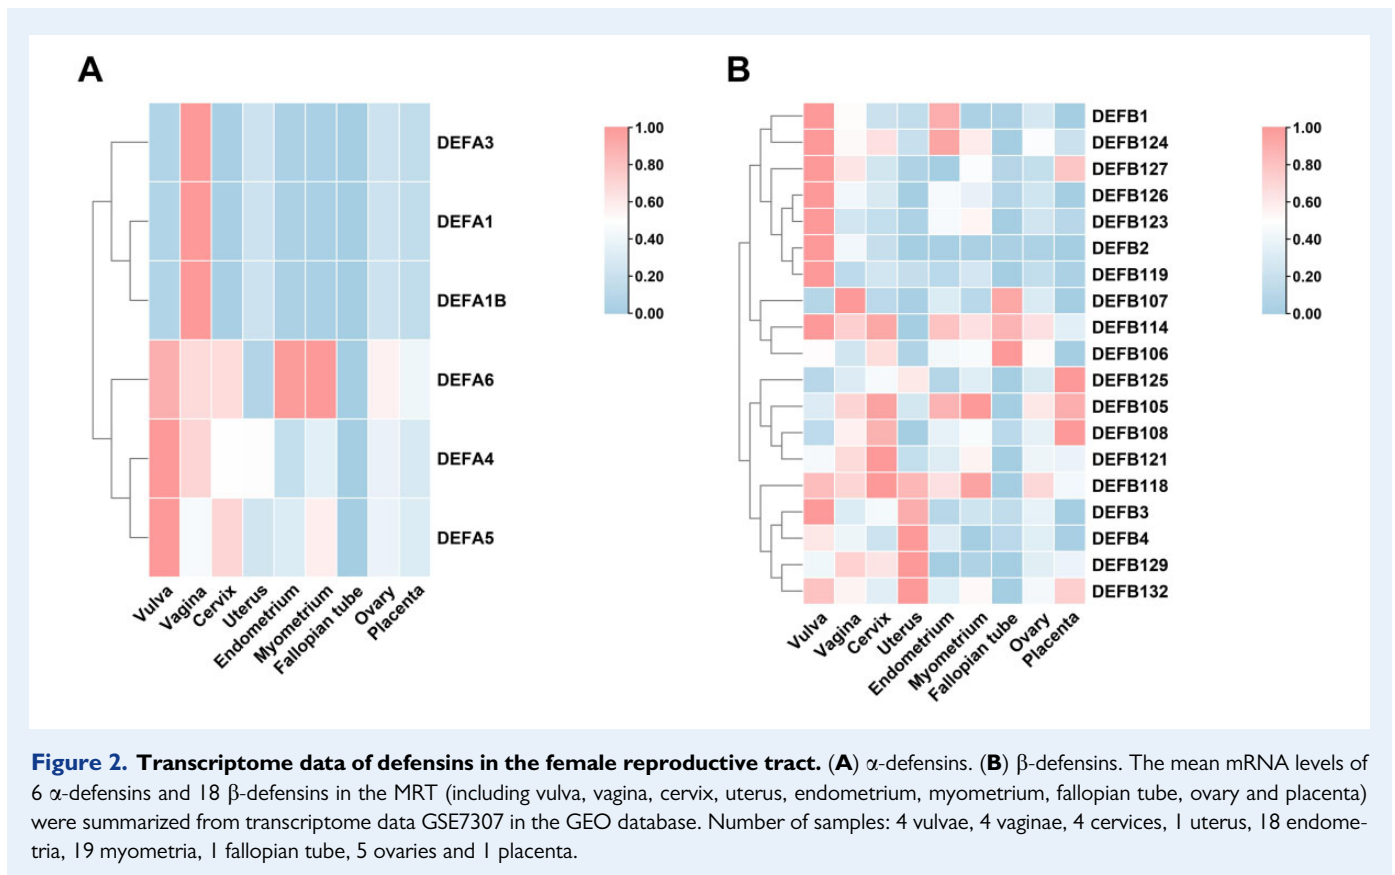 A
DEFA3
DEFA1
DEFA1B
DEFA6
DEFA4
DEFA5
Vulva
Vagina
Cervix
Uterus
Endometrium
Myometrium
Fallopian tube
Ovary
Placenta
1.00
0.80
0.60
0.40
0.20
0.00
B
DEFB1
DEFB124
DEFB127
DEFB126
DEFB123
DEFB2
DEFB119
DEFB107
DEFB114
DEFB106
DEFB125
DEFB105
DEFB108
DEFB121
DEFB118
DEFB3
DEFB4
DEFB129
DEFB132
Vulva
Vagina
Cervix
Uterus
Endometrium
Myometrium
Fallopian tube
Ovary
Placenta
1.00
0.80
0.60
0.40
0.20
0.00
Figure 2. Transcriptome data of defensins in the female reproductive tract. (A) α-defensins. (B) β-defensins. The mean mRNA levels of
6 α-defensins and 18 β-defensins in the MRT (including vulva, vagina, cervix, uterus, endometrium, myometrium, fallopian tube, ovary and placenta)
were summarized from transcriptome data GSE7307 in the GEO database. Number of samples: 4 vulvae, 4 vaginae, 4 cervices, 1 uterus, 18 endome-
tria, 19 myometria, 1 fallopian tube, 5 ovaries and 1 placenta.